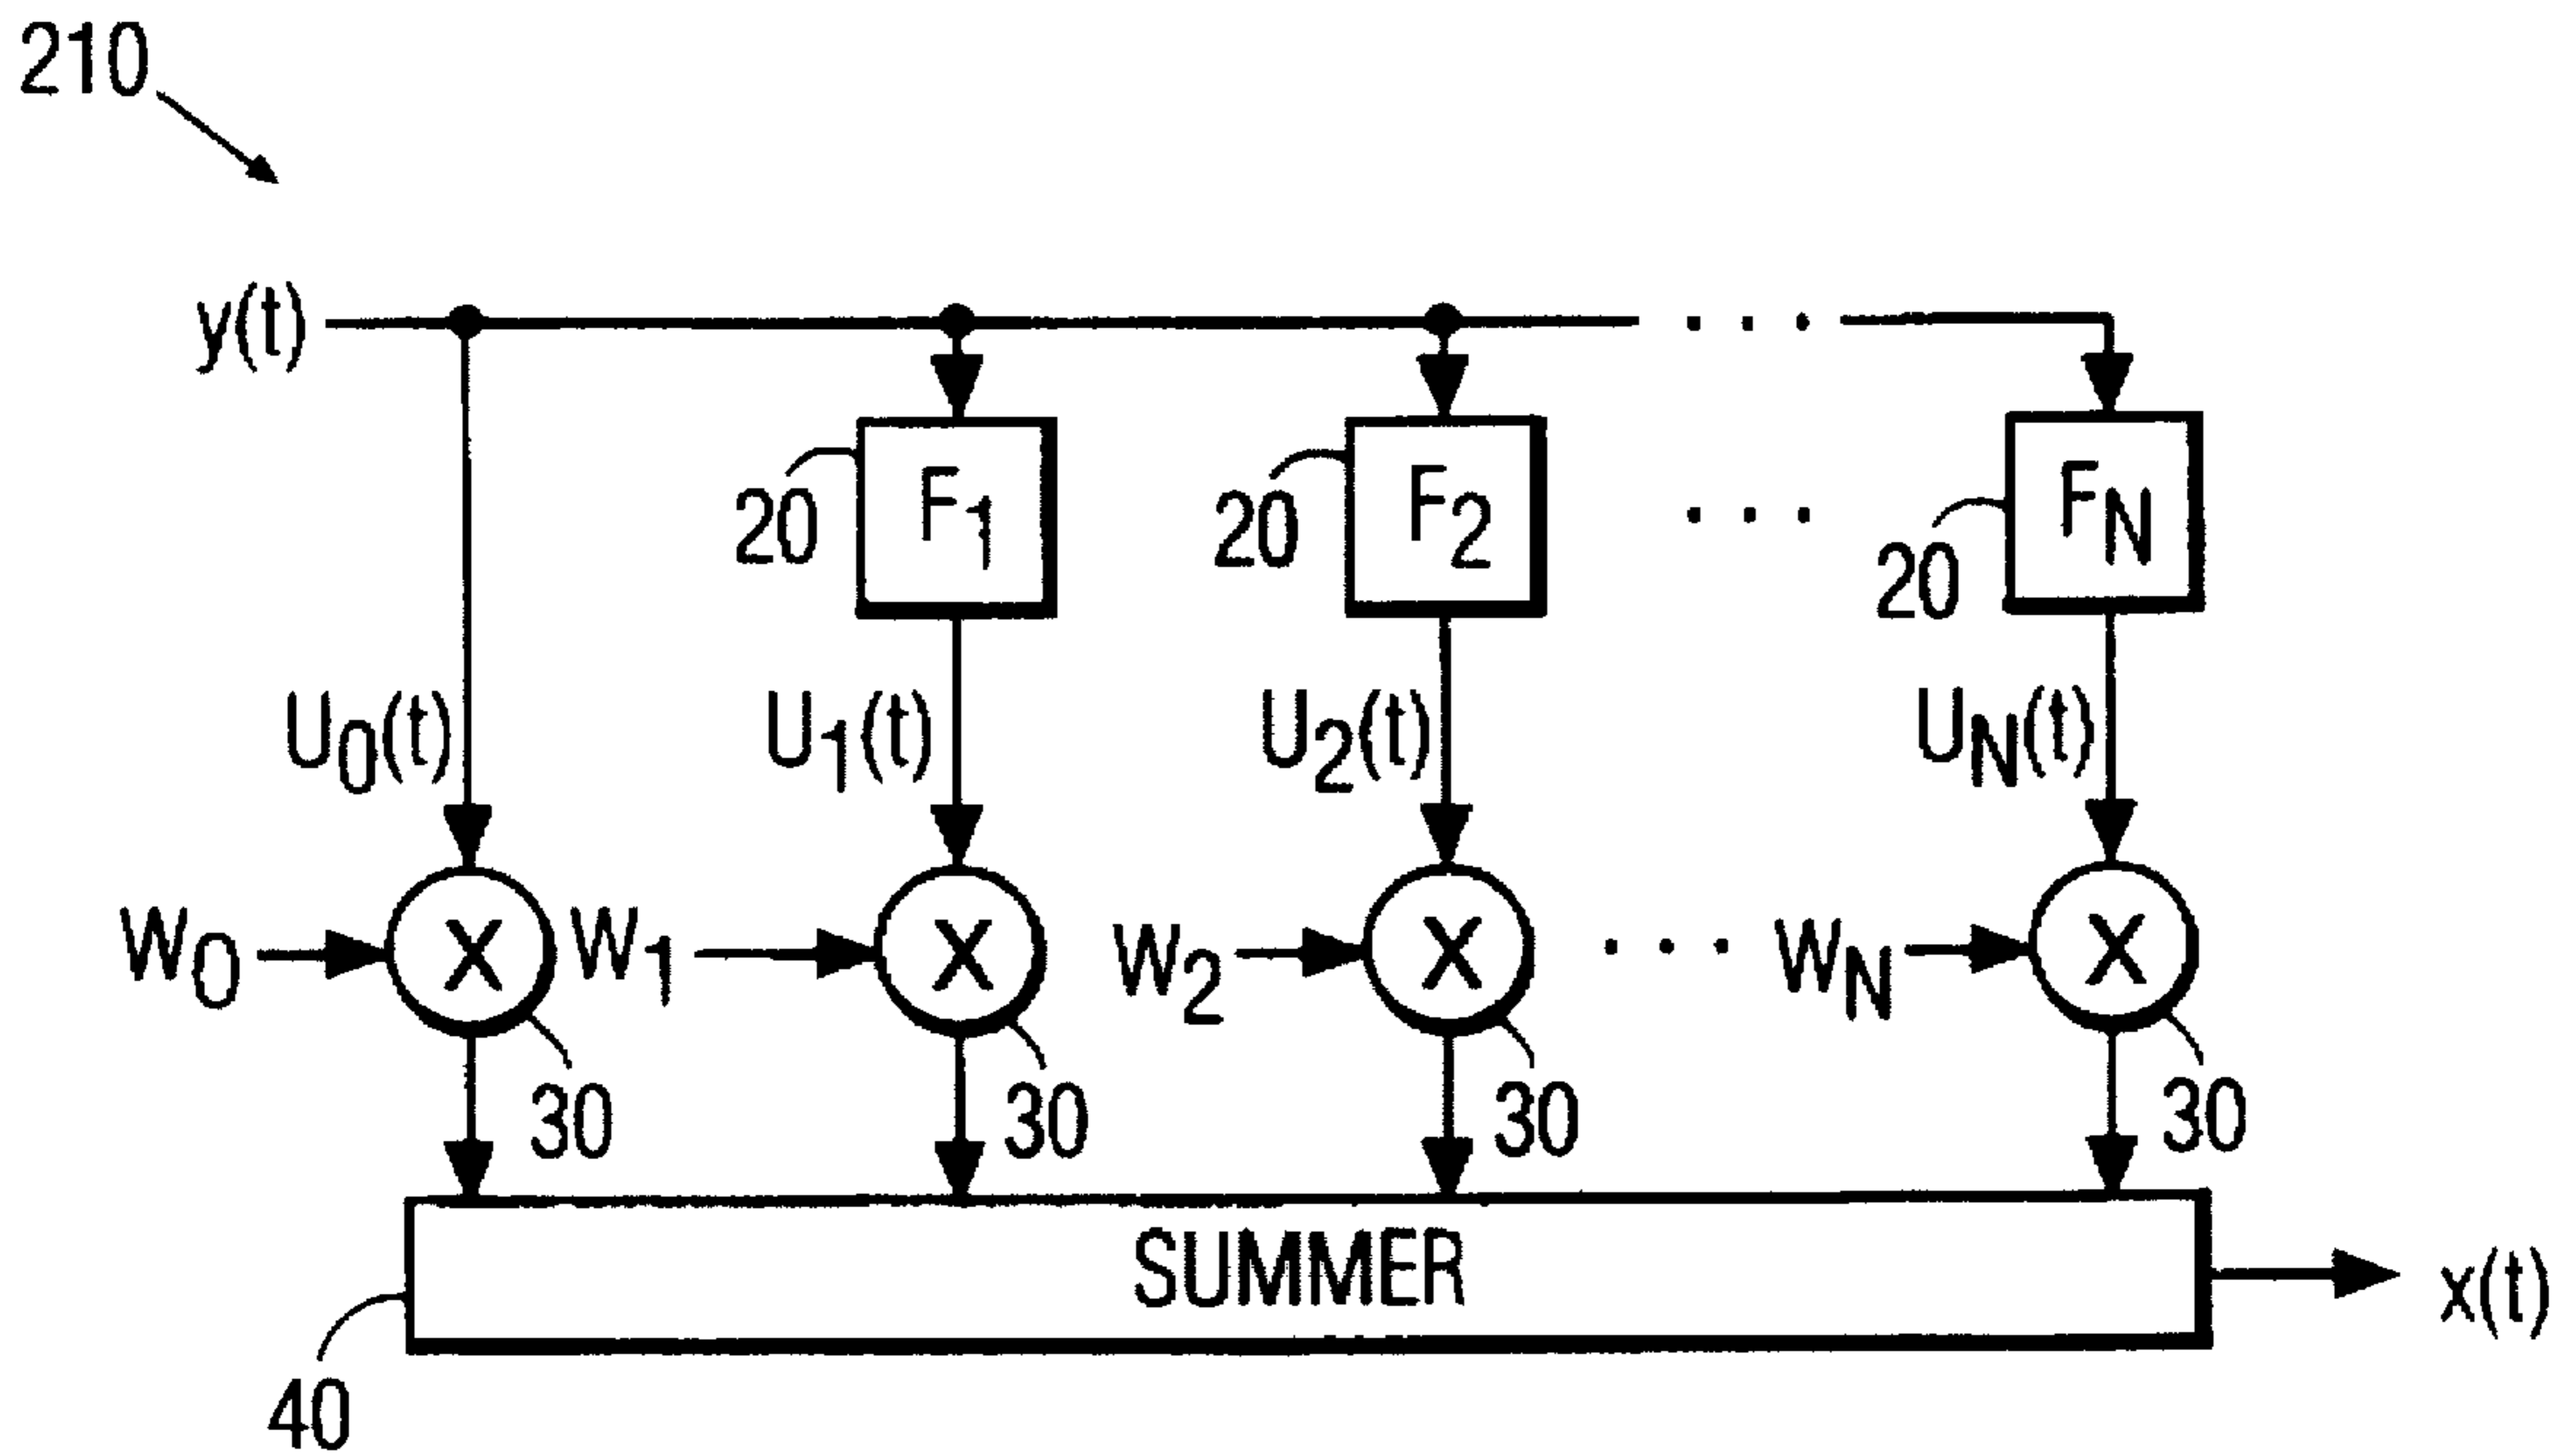 210
y(t)
20 F1 20 F2 20 FN
U0(t) U1(t) U2(t) UN(t)
W0 X W1 X W2 X WN X
30 30 30 30
SUMMER
x(t)
40